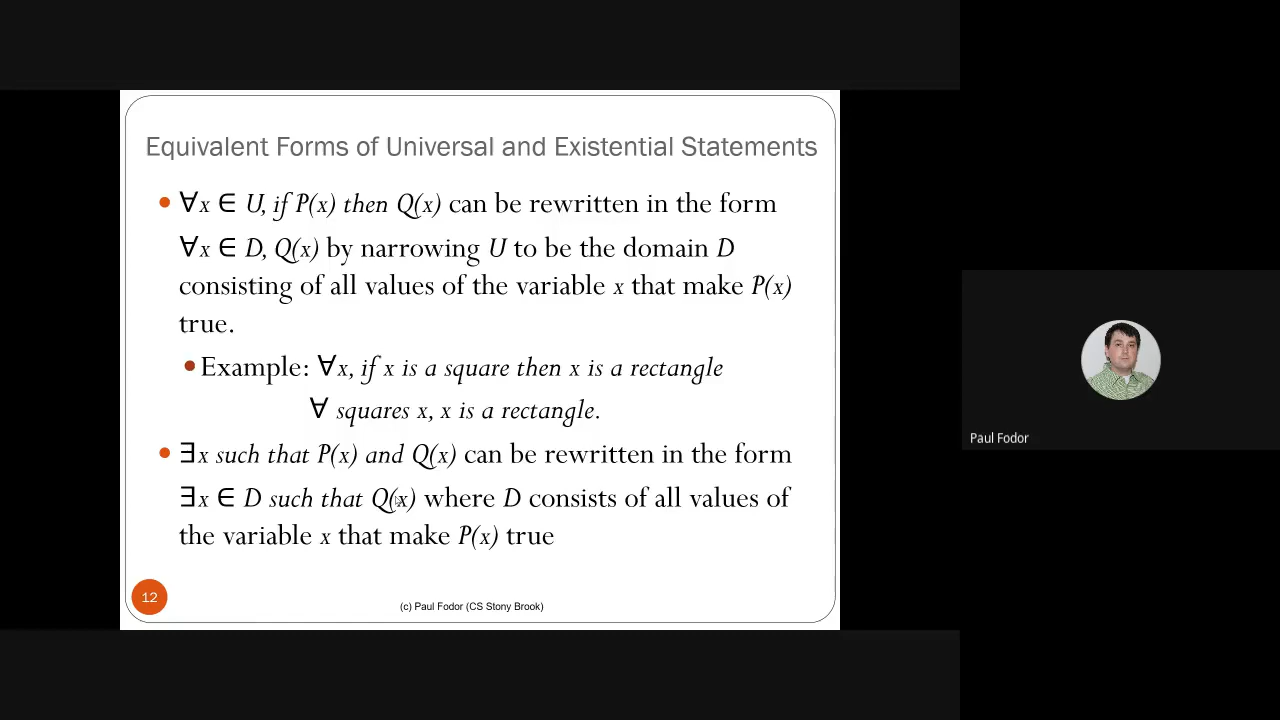 Equivalent Forms of Universal and Existential Statements
• ∀x ∈ U, if P(x) then Q(x) can be rewritten in the form
∀x ∈ D, Q(x) by narrowing U to be the domain D
consisting of all values of the variable x that make P(x)
true.
• Example: ∀x, if x is a square then x is a rectangle
∀ squares x, x is a rectangle.
• ∃x such that P(x) and Q(x) can be rewritten in the form
∃x ∈ D such that Q(x) where D consists of all values of
the variable x that make P(x) true
12
(c) Paul Fodor (CS Stony Brook)
Paul Fodor